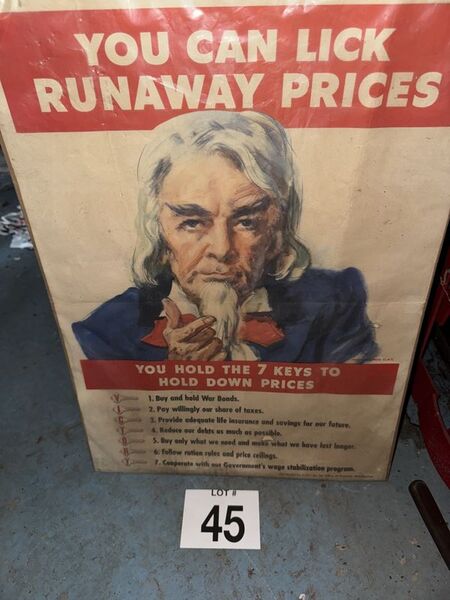 YOU CAN LICK
RUNAWAY PRICES
YOU HOLD THE 7 KEYS TO
HOLD DOWN PRICES
V 1. Buy and hold War Bonds.
I 2. Pay willingly our share of taxes.
C 3. Provide adequate life insurance and savings for our future.
T 4. Reduce our debts as much as possible.
O 5. Buy only what we need and make what we have last longer.
R 6. Follow ration rules and price ceilings.
Y 7. Cooperate with our Government's wage stabilization program.
LOT #
45